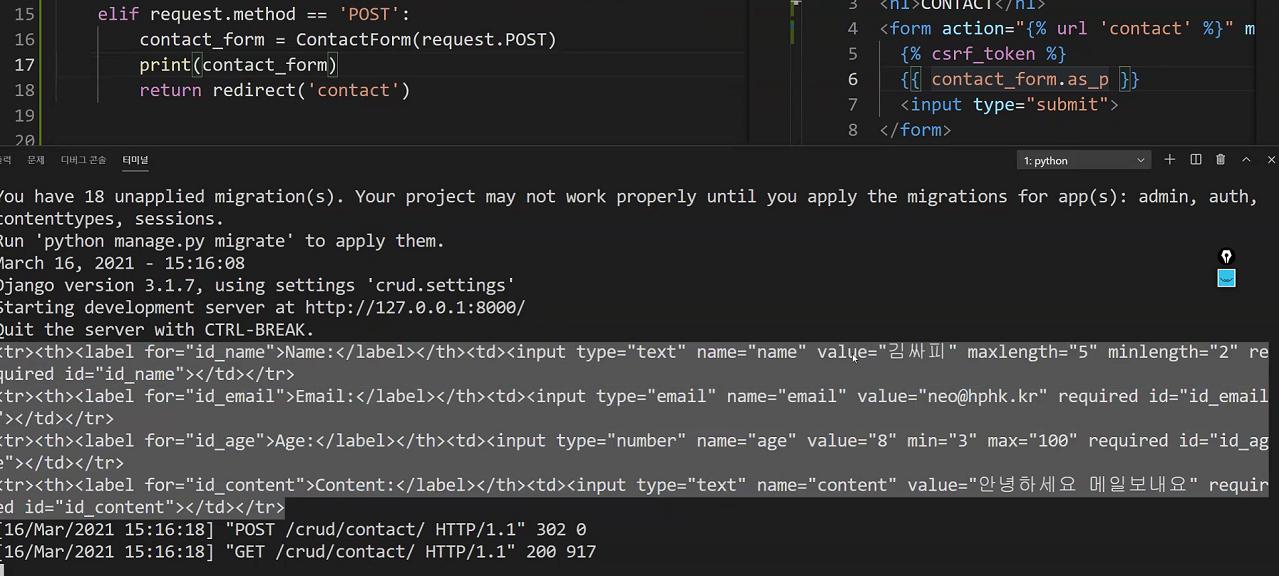 15 elif request.method == 'POST':
16 contact_form = ContactForm(request.POST)
17 print(contact_form)
18 return redirect('contact')
19
20
3 <h1>CONTACT</h1>
4 <form action="{% url 'contact' %}" m
5 {% csrf_token %}
6 {{ contact_form.as_p }}
7 <input type="submit">
8 </form>
문제 디버그 콘솔 터미널 1: python
You have 18 unapplied migration(s). Your project may not work properly until you apply the migrations for app(s): admin, auth,
contenttypes, sessions.
Run 'python manage.py migrate' to apply them.
March 16, 2021 - 15:16:08
Django version 3.1.7, using settings 'crud.settings'
Starting development server at http://127.0.0.1:8000/
Quit the server with CTRL-BREAK.
<tr><th><label for="id_name">Name:</label></th><td><input type="text" name="name" value="김싸피" maxlength="5" minlength="2" re
quired id="id_name"></td></tr>
<tr><th><label for="id_email">Email:</label></th><td><input type="email" name="email" value="neo@hphk.kr" required id="id_email
"></td></tr>
<tr><th><label for="id_age">Age:</label></th><td><input type="number" name="age" value="8" min="3" max="100" required id="id_ag
e"></td></tr>
<tr><th><label for="id_content">Content:</label></th><td><input type="text" name="content" value="안녕하세요 메일보내요" requir
ed id="id_content"></td></tr>
[16/Mar/2021 15:16:18] "POST /crud/contact/ HTTP/1.1" 302 0
[16/Mar/2021 15:16:18] "GET /crud/contact/ HTTP/1.1" 200 917